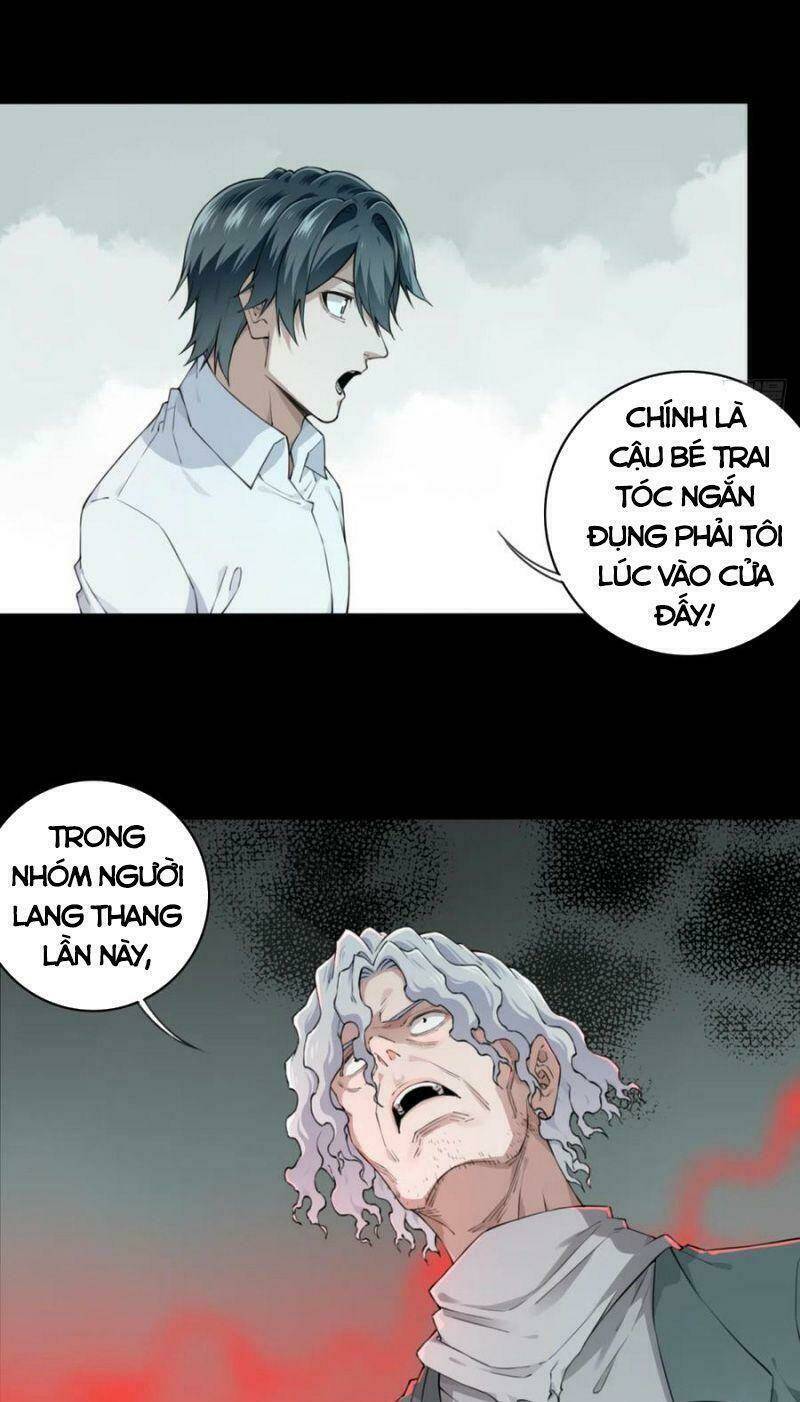 CHÍNH LÀ
CẬU BÉ TRAI
TÓC NGẮN
ĐỤNG PHẢI TÔI
LÚC VÀO CỬA
ĐẤY!
TRONG
NHÓM NGƯỜI
LANG THANG
LẦN NÀY,